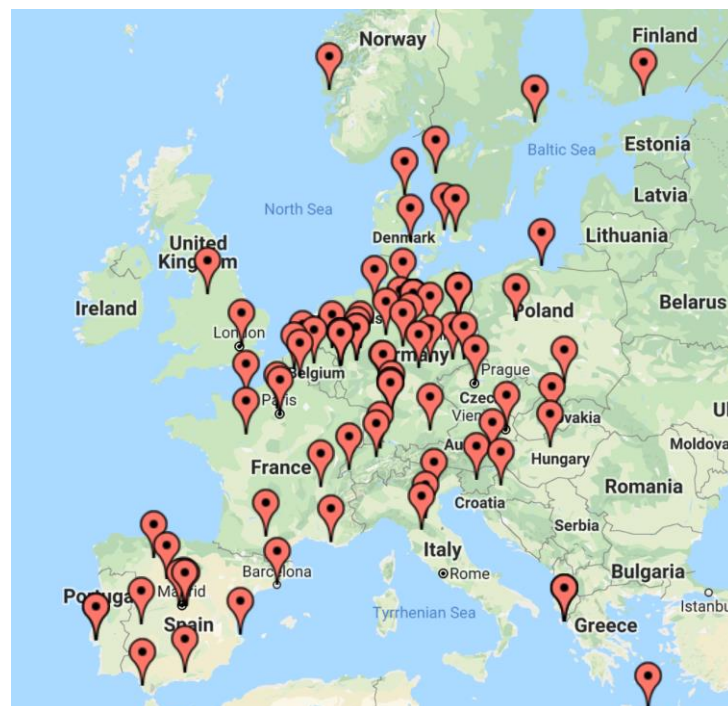 Norway
Finland
Baltic Sea
Estonia
North Sea
Latvia
Denmark
Lithuania
United
Kingdom
Ireland
Belarus
Poland
London
Belgium
Prague
Paris
Czec
Vien
ovakia
Au
U
Moldova
Hungary
France
Croatia
Romania
Serbia
Italy
Bulgaria
Barcelona
Rome
Istanbu
Madrid
Portuga
Spain
Tyrrhenian Sea
Greece